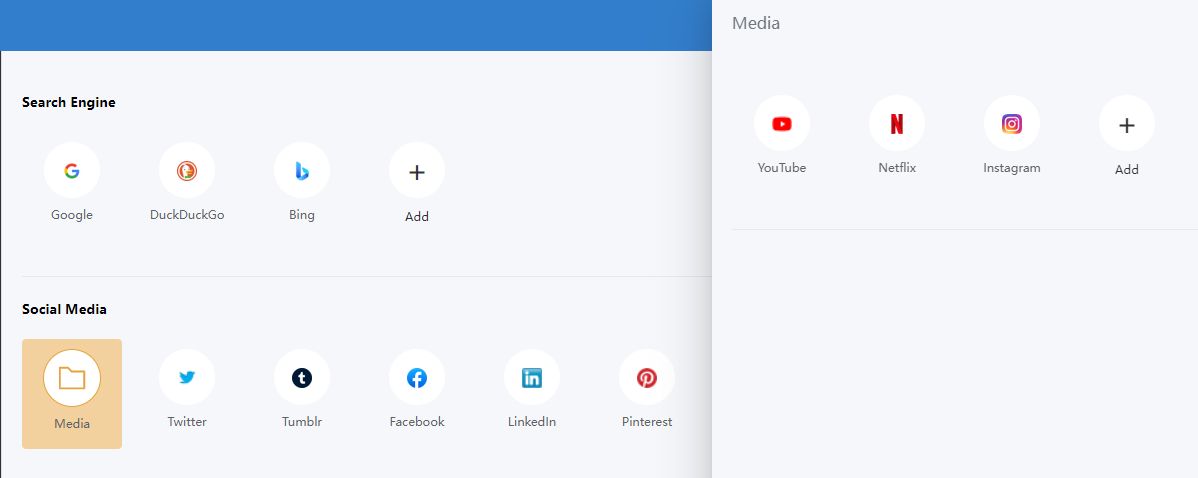 Search Engine
Google
DuckDuckGo
Bing
Add
Social Media
Media
Twitter
Tumblr
Facebook
LinkedIn
Pinterest
Media
YouTube
Netflix
Instagram
Add